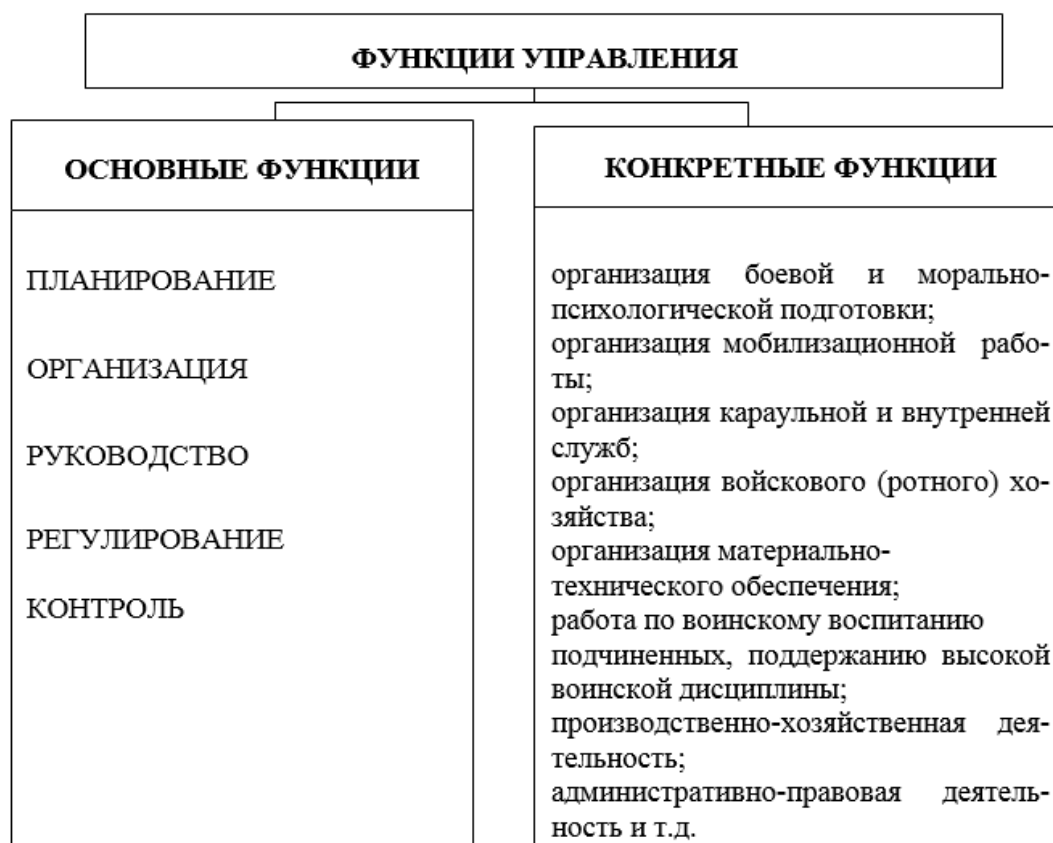 ФУНКЦИИ УПРАВЛЕНИЯ
ОСНОВНЫЕ ФУНКЦИИ
ПЛАНИРОВАНИЕ
ОРГАНИЗАЦИЯ
РУКОВОДСТВО
РЕГУЛИРОВАНИЕ
КОНТРОЛЬ
КОНКРЕТНЫЕ ФУНКЦИИ
организация боевой и морально-
психологической подготовки;
организация мобилизационной рабо-
ты;
организация караульной и внутренней
служб;
организация войскового (ротного) хо-
зяйства;
организация материально-
технического обеспечения;
работа по воинскому воспитанию
подчиненных, поддержанию высокой
воинской дисциплины;
производственно-хозяйственная дея-
тельность;
административно-правовая деятель-
ность и т.д.